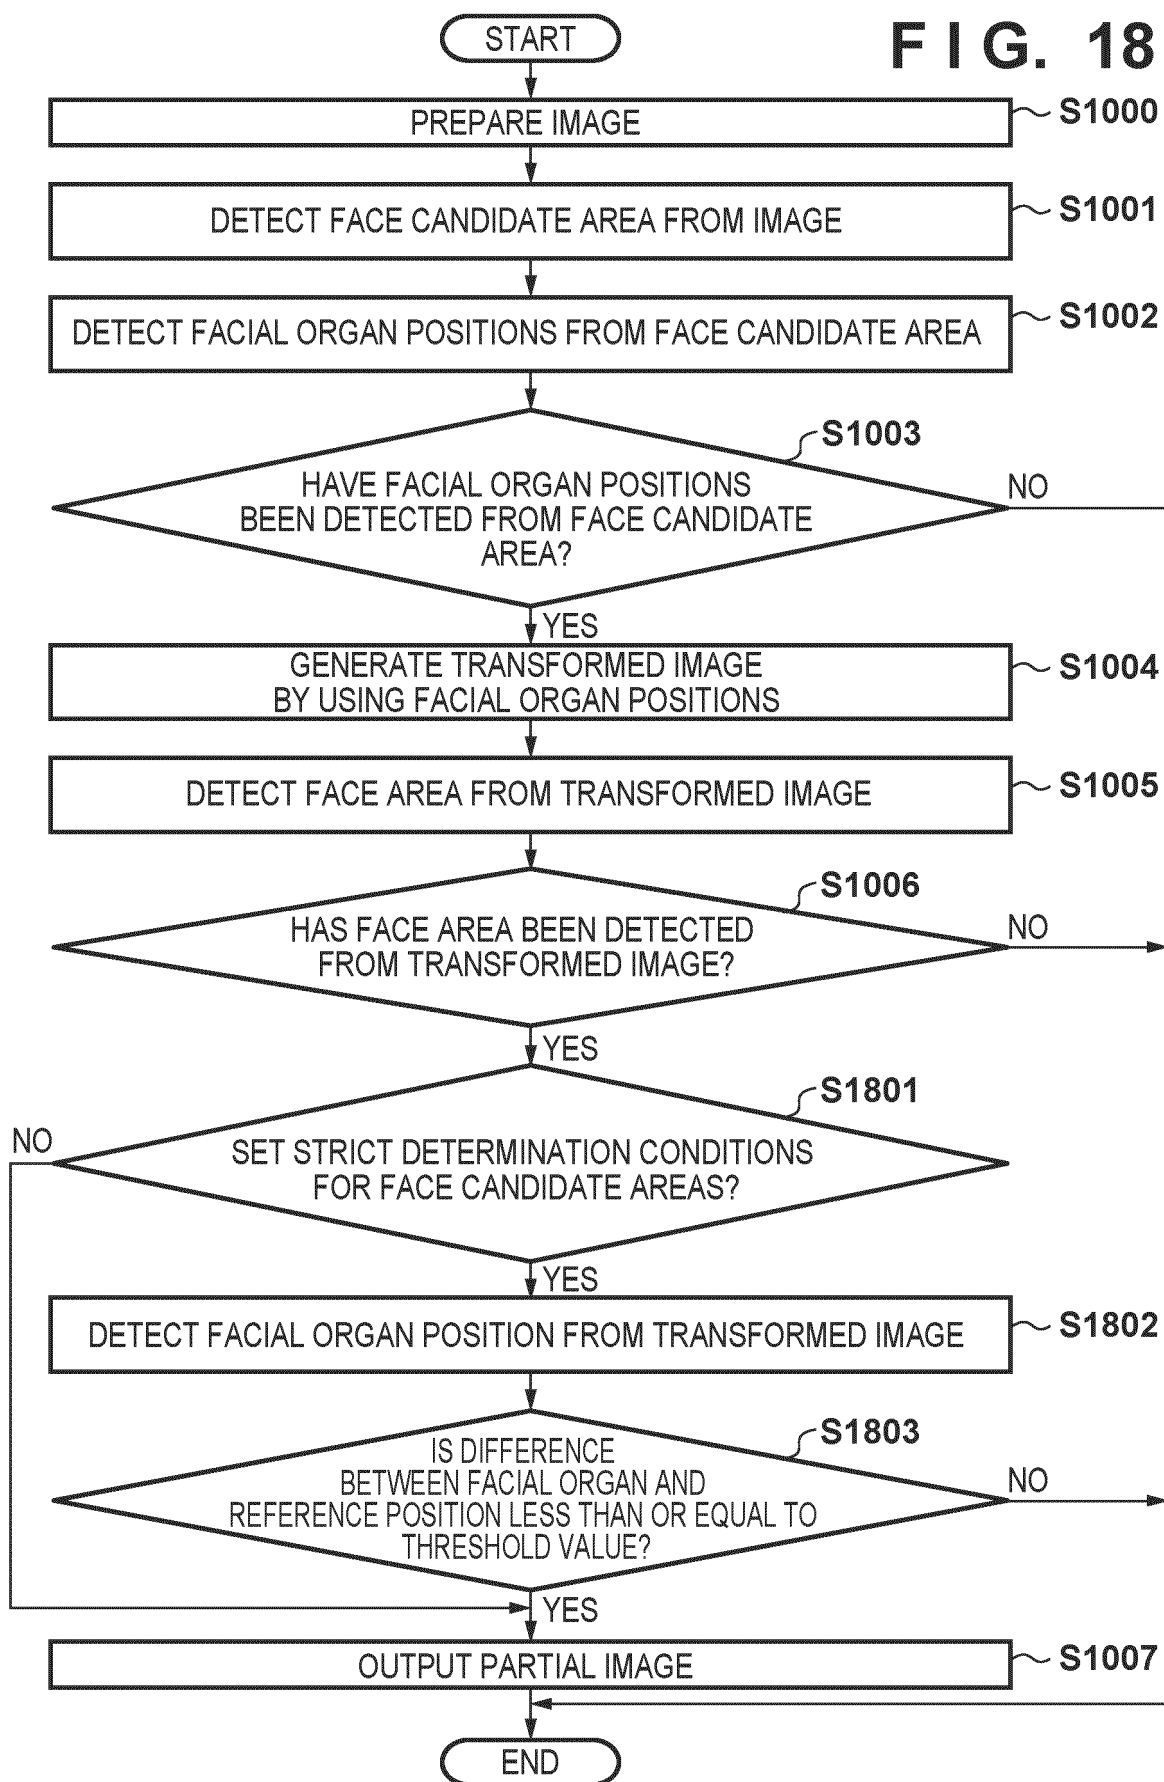 START
F I G. 18
PREPARE IMAGE
S1000
DETECT FACE CANDIDATE AREA FROM IMAGE
S1001
DETECT FACIAL ORGAN POSITIONS FROM FACE CANDIDATE AREA
S1002
S1003
HAVE FACIAL ORGAN POSITIONS
BEEN DETECTED FROM FACE CANDIDATE
AREA?
NO
YES
GENERATE TRANSFORMED IMAGE
BY USING FACIAL ORGAN POSITIONS
S1004
DETECT FACE AREA FROM TRANSFORMED IMAGE
S1005
S1006
HAS FACE AREA BEEN DETECTED
FROM TRANSFORMED IMAGE?
NO
YES
S1801
NO
SET STRICT DETERMINATION CONDITIONS
FOR FACE CANDIDATE AREAS?
YES
DETECT FACIAL ORGAN POSITION FROM TRANSFORMED IMAGE
S1802
S1803
IS DIFFERENCE
BETWEEN FACIAL ORGAN AND
REFERENCE POSITION LESS THAN OR EQUAL TO
THRESHOLD VALUE?
NO
YES
OUTPUT PARTIAL IMAGE
S1007
END